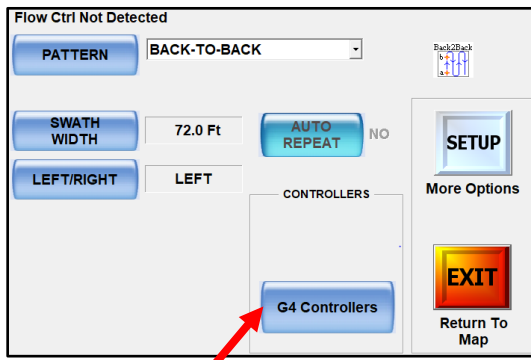 Flow Ctrl Not Detected
PATTERN
BACK-TO-BACK
Back2Back
b
a
SWATH
WIDTH
72.0 Ft
AUTO
REPEAT
NO
SETUP
More Options
LEFT/RIGHT
LEFT
CONTROLLERS
G4 Controllers
EXIT
Return To
Map